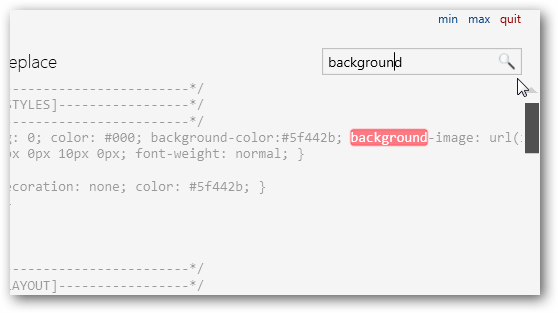 min max quit
eplace
background
-----------------------*/
STYLES]----------------*/
-----------------------*/
g: 0; color: #000; background-color:#5f442b; background-image: url(
px 0px 10px 0px; font-weight: normal; }
ecoration: none; color: #5f442b; }
-----------------------*/
LAYOUT]----------------*/